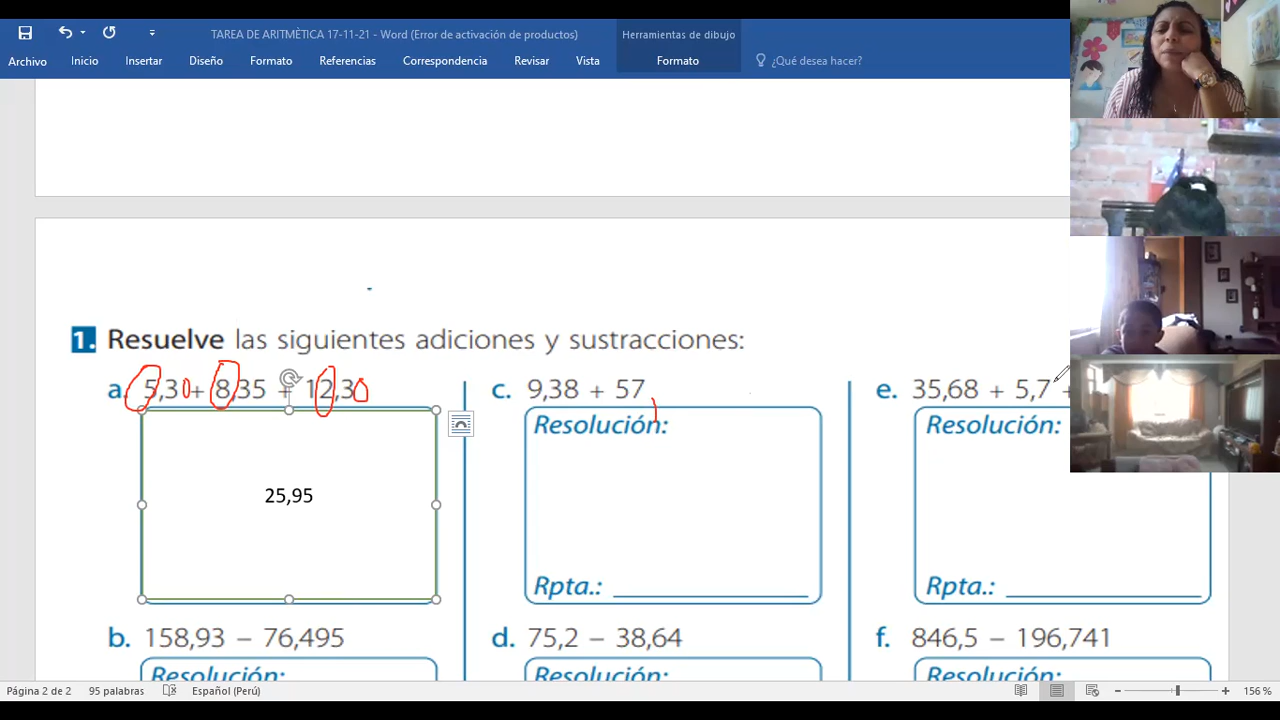 TAREA DE ARITMÈTICA 17-11-21 - Word (Error de activación de productos)
Herramientas de dibujo
Archivo Inicio Insertar Diseño Formato Referencias Correspondencia Revisar Vista Formato ¿Qué desea hacer?
1. Resuelve las siguientes adiciones y sustracciones:
a. 5,30+ 8,35 + 12,30
c. 9,38 + 57,
e. 35,68 + 5,7 +
Resolución:
Resolución:
25,95
Rpta.:
Rpta.:
b. 158,93 – 76,495
d. 75,2 – 38,64
f. 846,5 – 196,741
Resolución:
Resolución:
Resolución:
Página 2 de 2 95 palabras Español (Perú) 156 %